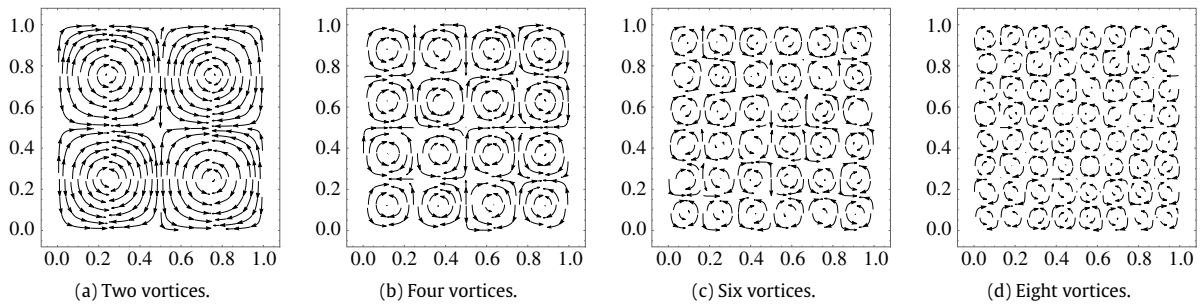 1.0 1.0 1.0 1.0
0.8 0.8 0.8 0.8
0.6 0.6 0.6 0.6
0.4 0.4 0.4 0.4
0.2 0.2 0.2 0.2
0.0 0.0 0.0 0.0
0.0 0.2 0.4 0.6 0.8 1.0 0.0 0.2 0.4 0.6 0.8 1.0 0.0 0.2 0.4 0.6 0.8 1.0 0.0 0.2 0.4 0.6 0.8 1.0
(a) Two vortices. (b) Four vortices. (c) Six vortices. (d) Eight vortices.